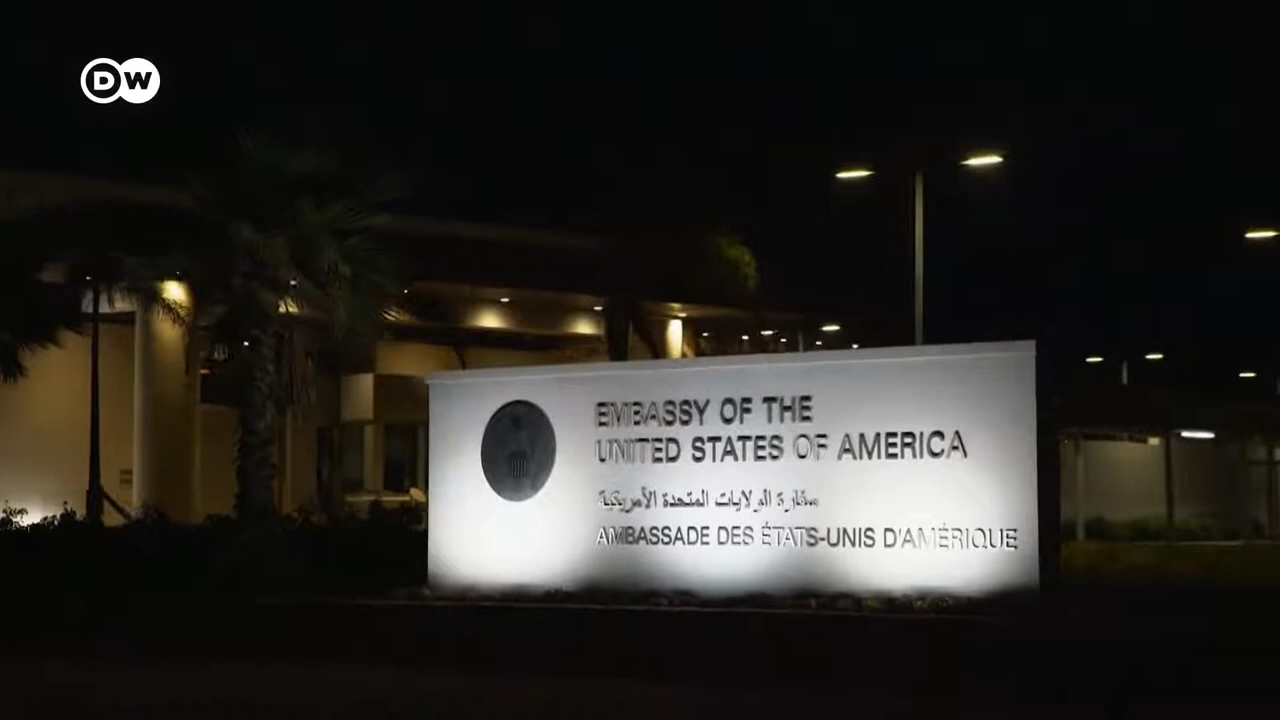 DW
EMBASSY OF THE
UNITED STATES OF AMERICA
سفارة الولايات المتحدة الأمريكية
AMBASSADE DES ÉTATS-UNIS D'AMÉRIQUE